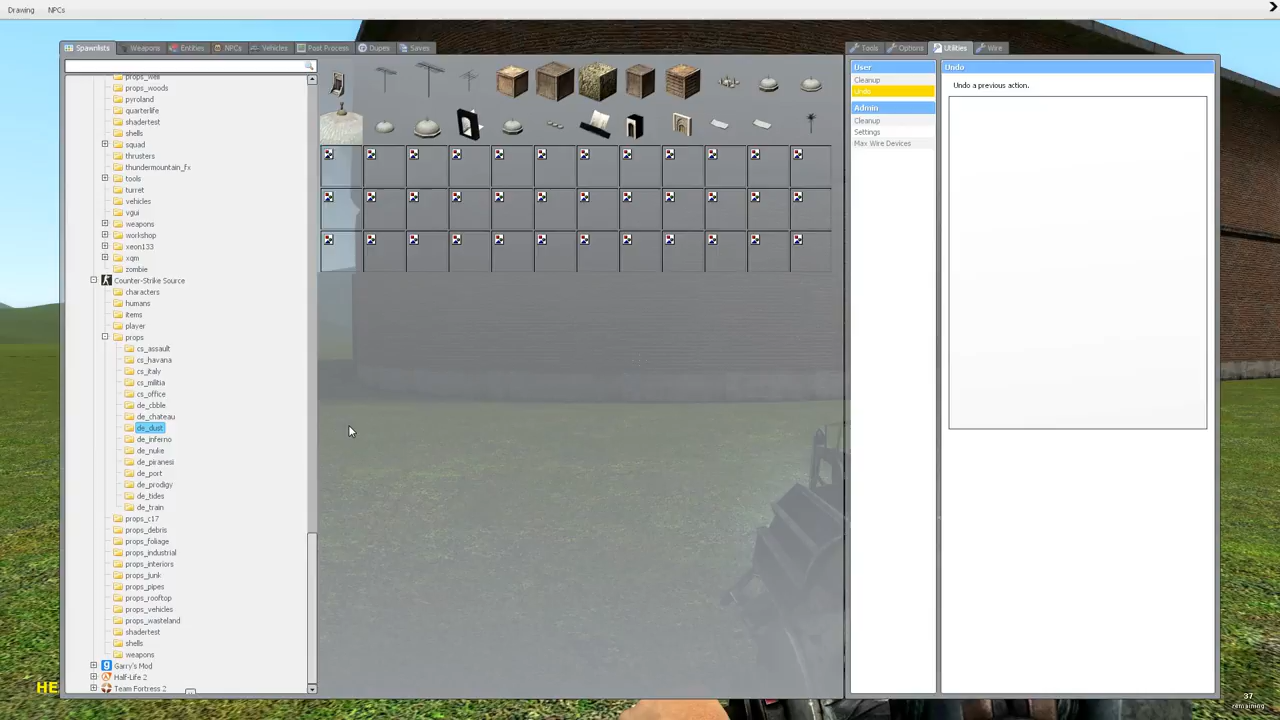 Drawing NPCs
Spawnlists Weapons Entities NPCs Vehicles Post Process Dupes Saves
Tools Options Utilities Wire
props_well
props_woods
pyroland
quarterlife
shadertest
shells
squad
thrusters
thundermountain_fx
tools
turret
vehicles
vgui
weapons
workshop
xeon133
xqm
zombie
Counter-Strike Source
characters
humans
items
player
props
cs_assault
cs_havana
cs_italy
cs_militia
cs_office
de_cbble
de_chateau
de_dust
de_inferno
de_nuke
de_piranesi
de_port
de_prodigy
de_tides
de_train
props_c17
props_debris
props_foliage
props_industrial
props_interiors
props_junk
props_pipes
props_rooftop
props_vehicles
props_wasteland
shadertest
shells
weapons
Garry's Mod
Half-Life 2
Team Fortress 2
User
Cleanup
Undo
Admin
Cleanup
Settings
Max Wire Devices
Undo
Undo a previous action.
HE
37
remaining